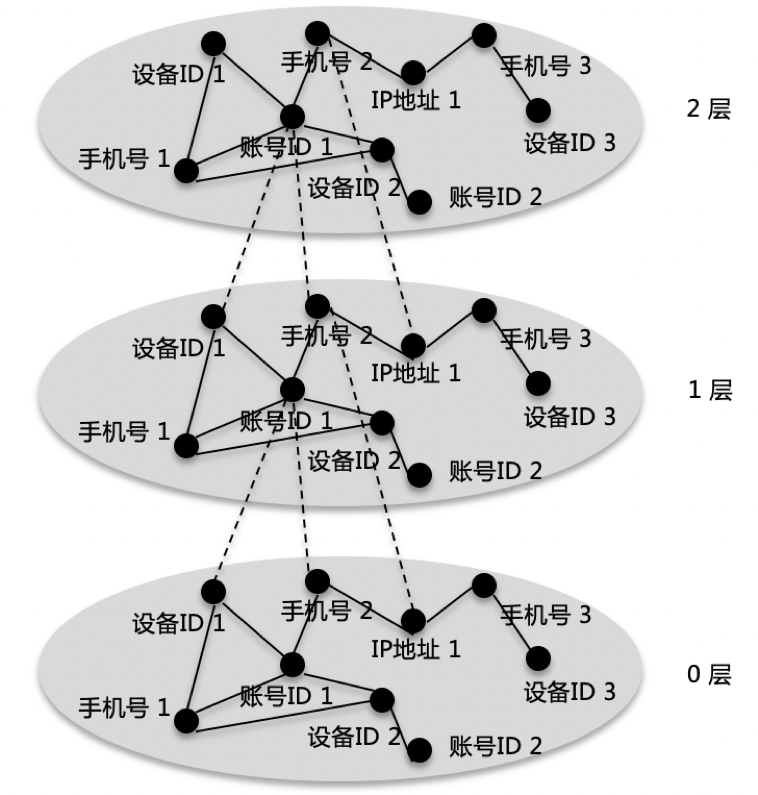 手机号 2
手机号 3
设备ID 1
IP地址 1
2 层
设备ID 3
账号ID 1
手机号 1
设备ID 2
账号ID 2
手机号 2
手机号 3
设备ID 1
IP地址 1
1 层
设备ID 3
账号ID 1
手机号 1
设备ID 2
账号ID 2
手机号 2
手机号 3
设备ID 1
IP地址 1
0 层
设备ID 3
账号ID 1
手机号 1
设备ID 2
账号ID 2